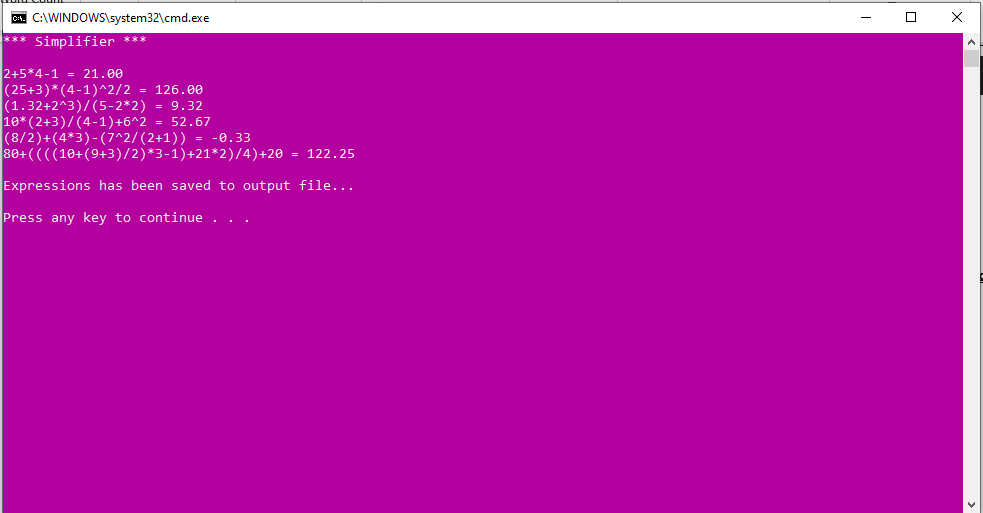 C:\WINDOWS\system32\cmd.exe
*** Simplifier ***
2+5*4-1 = 21.00
(25+3)*(4-1)^2/2 = 126.00
(1.32+2^3)/(5-2*2) = 9.32
10*(2+3)/(4-1)+6^2 = 52.67
(8/2)+(4*3)-(7^2/(2+1)) = -0.33
80+((((10+(9+3)/2)*3-1)+21*2)/4)+20 = 122.25
Expressions has been saved to output file...
Press any key to continue . . .